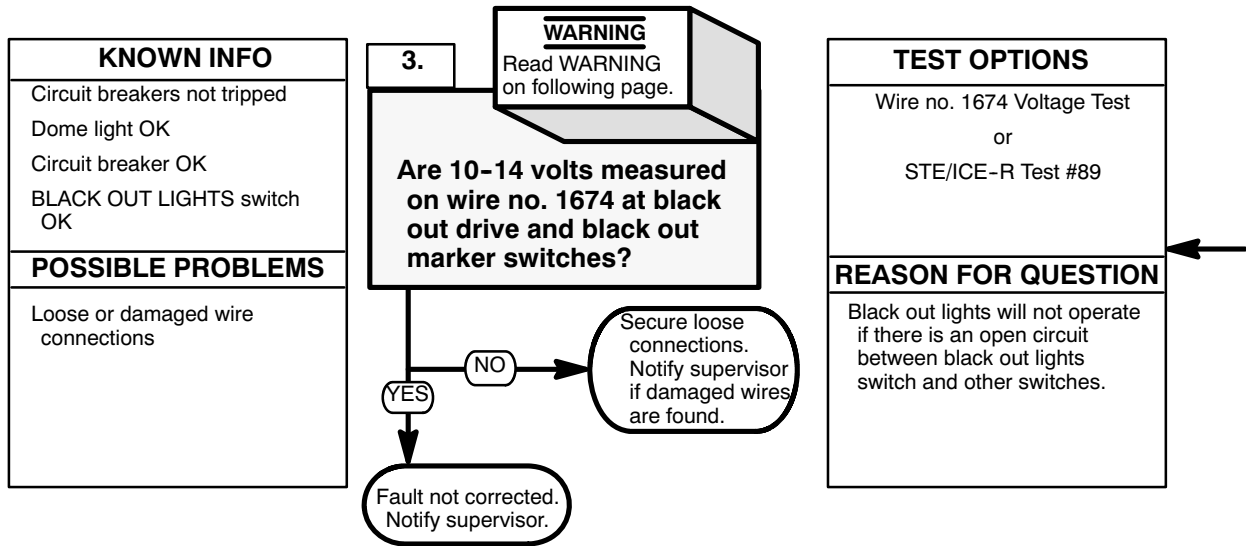 KNOWN INFO
Circuit breakers not tripped
Dome light OK
Circuit breaker OK
BLACK OUT LIGHTS switch
OK
POSSIBLE PROBLEMS
Loose or damaged wire
connections
3.
WARNING
Read WARNING
on following page.
Are 10-14 volts measured
on wire no. 1674 at black
out drive and black out
marker switches?
NO
YES
Secure loose
connections.
Notify supervisor
if damaged wires
are found.
Fault not corrected.
Notify supervisor.
TEST OPTIONS
Wire no. 1674 Voltage Test
or
STE/ICE-R Test #89
REASON FOR QUESTION
Black out lights will not operate
if there is an open circuit
between black out lights
switch and other switches.